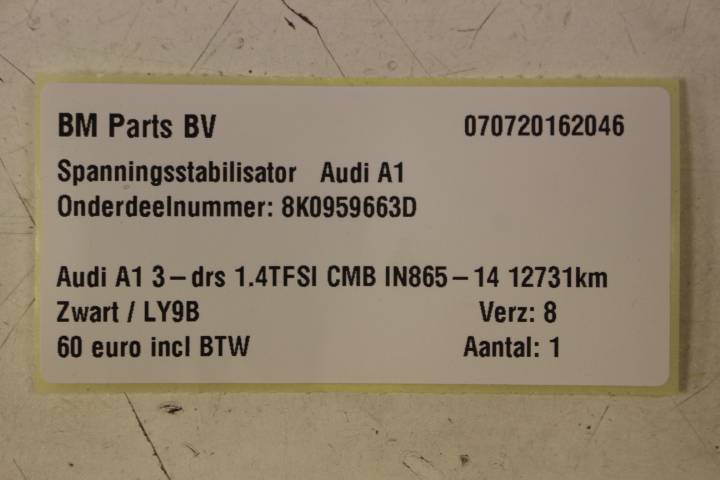 BM Parts BV 070720162046
Spanningsstabilisator Audi A1
Onderdeelnummer: 8K0959663D
Audi A1 3-drs 1.4TFSI CMB IN865-14 12731km
Zwart / LY9B Verz: 8
60 euro incl BTW Aantal: 1